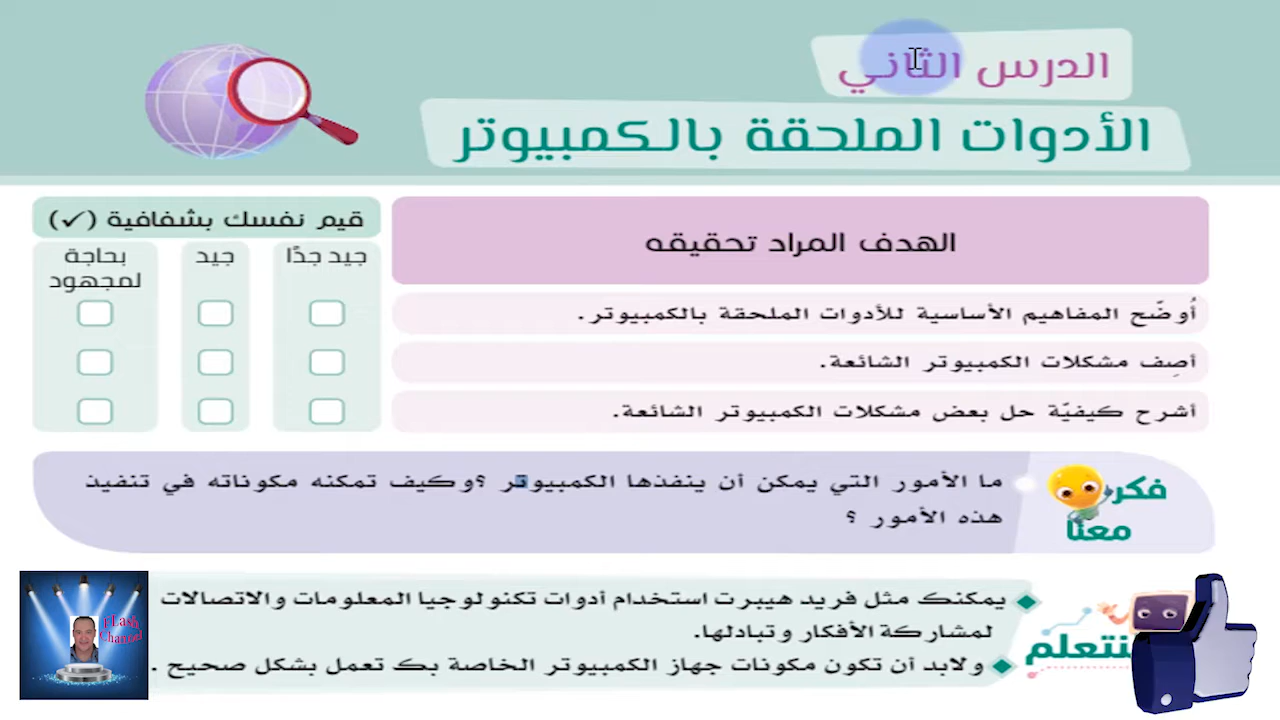 الدرس الثاني
الأدوات الملحقة بالكمبيوتر
الهدف المراد تحقيقه
قيم نفسك بشفافية (✓)
جيد جدًا
جيد
بحاجة
لمجهود
أُوضّح المفاهيم الأساسية للأدوات الملحقة بالكمبيوتر.
أصِف مشكلات الكمبيوتر الشائعة.
أشرح كيفيّة حل بعض مشكلات الكمبيوتر الشائعة.
فكر
معنا
ما الأمور التي يمكن أن ينفذها الكمبيوتر ؟وكيف تمكنه مكوناته في تنفيذ
هذه الأمور ؟
يمكنك مثل فريد هيبرت استخدام أدوات تكنولوجيا المعلومات والاتصالات
لمشاركة الأفكار وتبادلها.
ولابد أن تكون مكونات جهاز الكمبيوتر الخاصة بك تعمل بشكل صحيح .
fLash
Channel